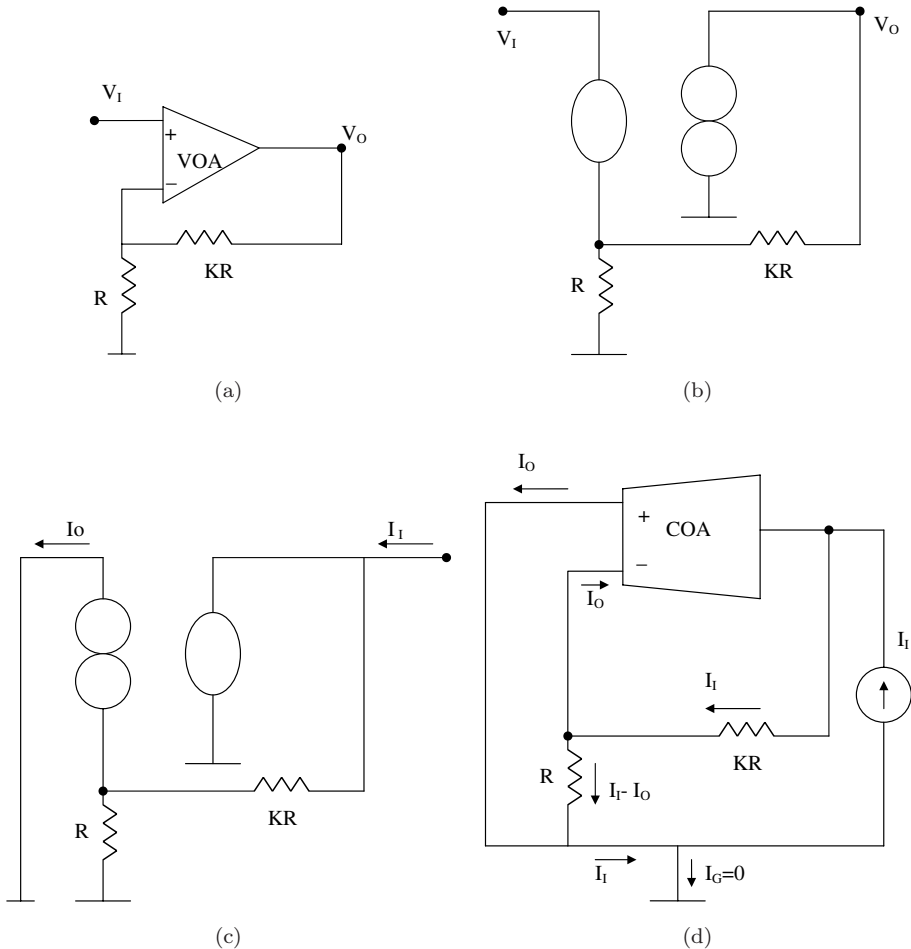 V_I
+
VOA
−
V_O
KR
R
(a)
V_I
V_O
KR
R
(b)
Io
I_I
KR
R
(c)
I_O
+
COA
−
I_O
I_I
I_I
KR
R
I_I- I_O
I_I
I_G=0
(d)